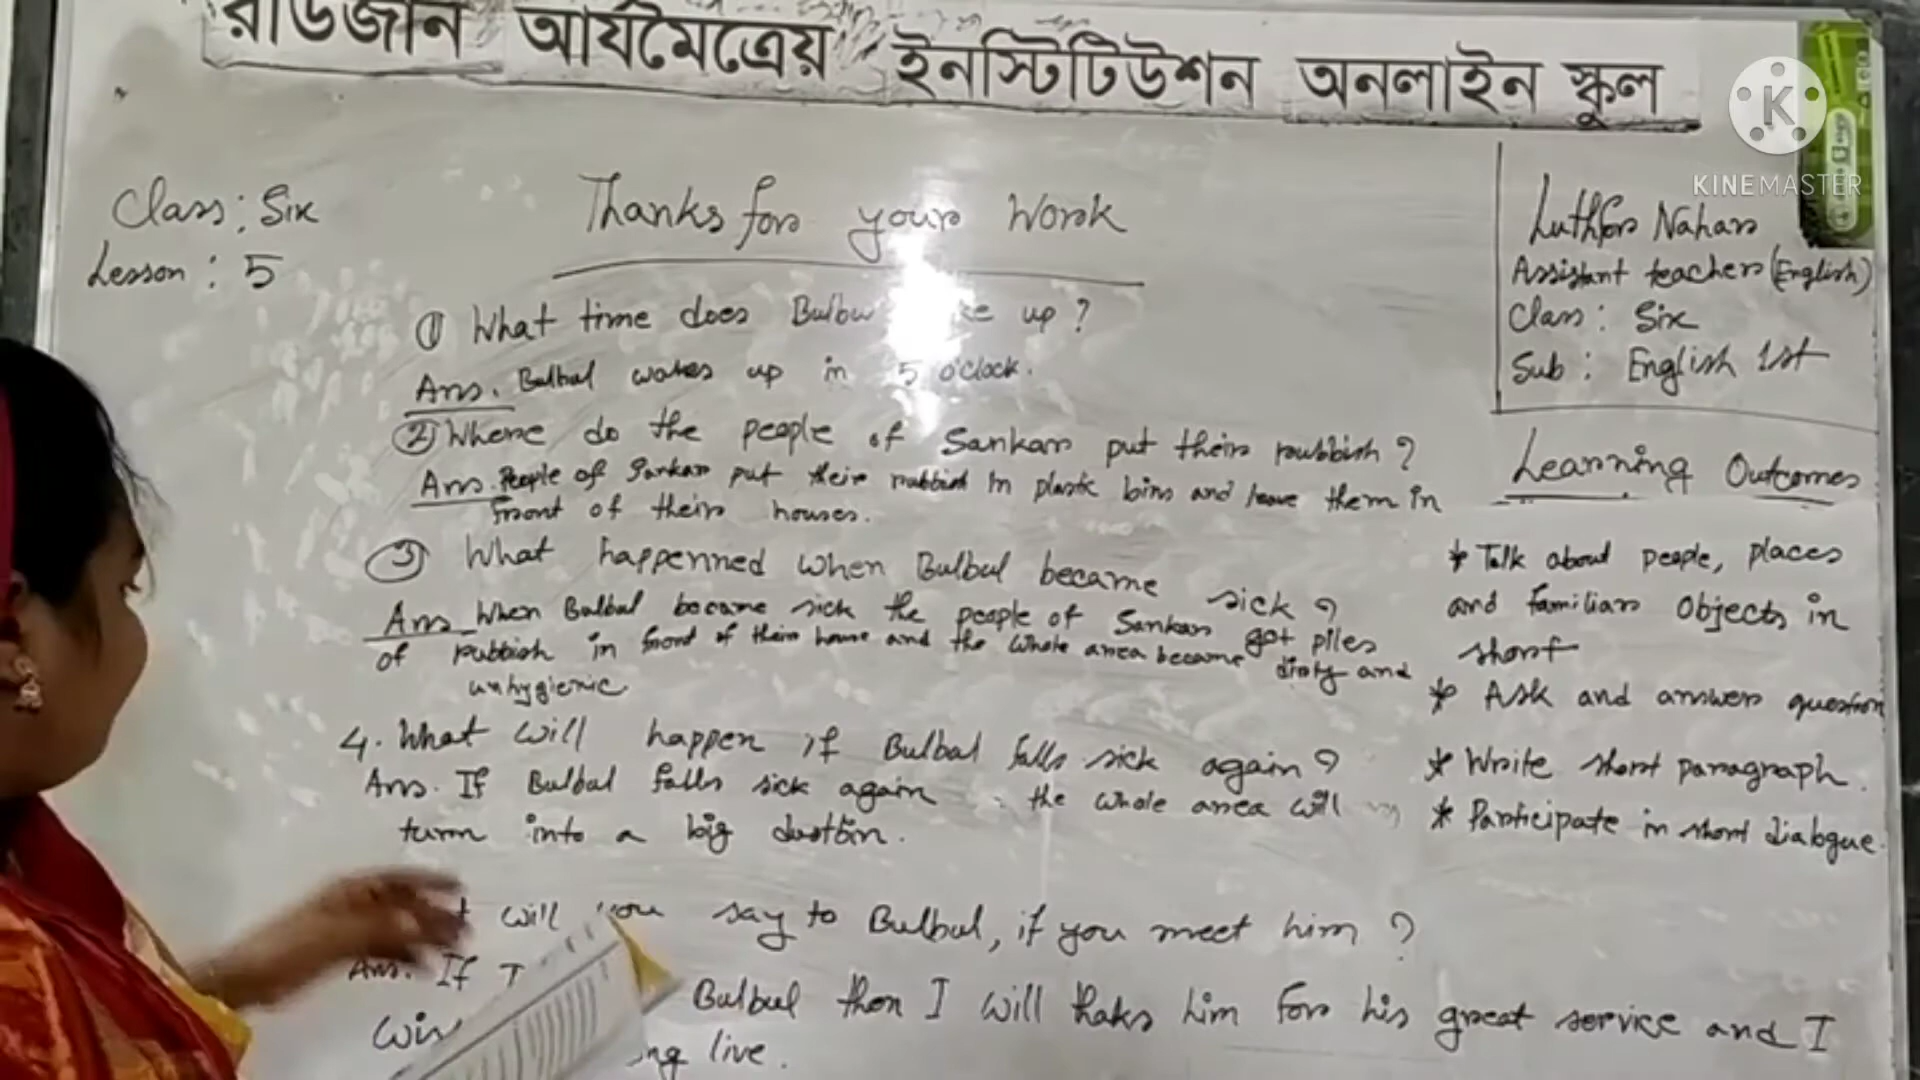 রাউজান আর্যমৈত্রেয় ইনস্টিটিউশন অনলাইন স্কুল
KINEMASTER
Class: Six
Lesson: 5
Thanks for your Work
Luthfor Nahar
Assistant teacher (English)
Class: Six
Sub: English 1st
① What time does up?
Ans. Bulbul wakes up in 5 o'clock.
② Where do the people of Sankar put their rubbish?
Ans. People of Sankar put their rubbish in plastic bins and leave them in
front of their houses.
③ What happenned when Bulbul became sick?
Ans When Bulbul became sick the people of Sankar got piles
of rubbish in front of their house and the whole area became dirty and
unhygienic
4. What will happen if Bulbul falls sick again?
Ans. If Bulbul falls sick again the whole area will
turn into a big dustbin.
will you say to Bulbul, if you meet him?
Ans. If I
Bulbul then I will thaks him for his great service and I
live.
Learning Outcomes
* Talk about people, places
and familiar Objects in
short
* Ask and answer question
* Write short paragraph.
* Participate in short dialogue.